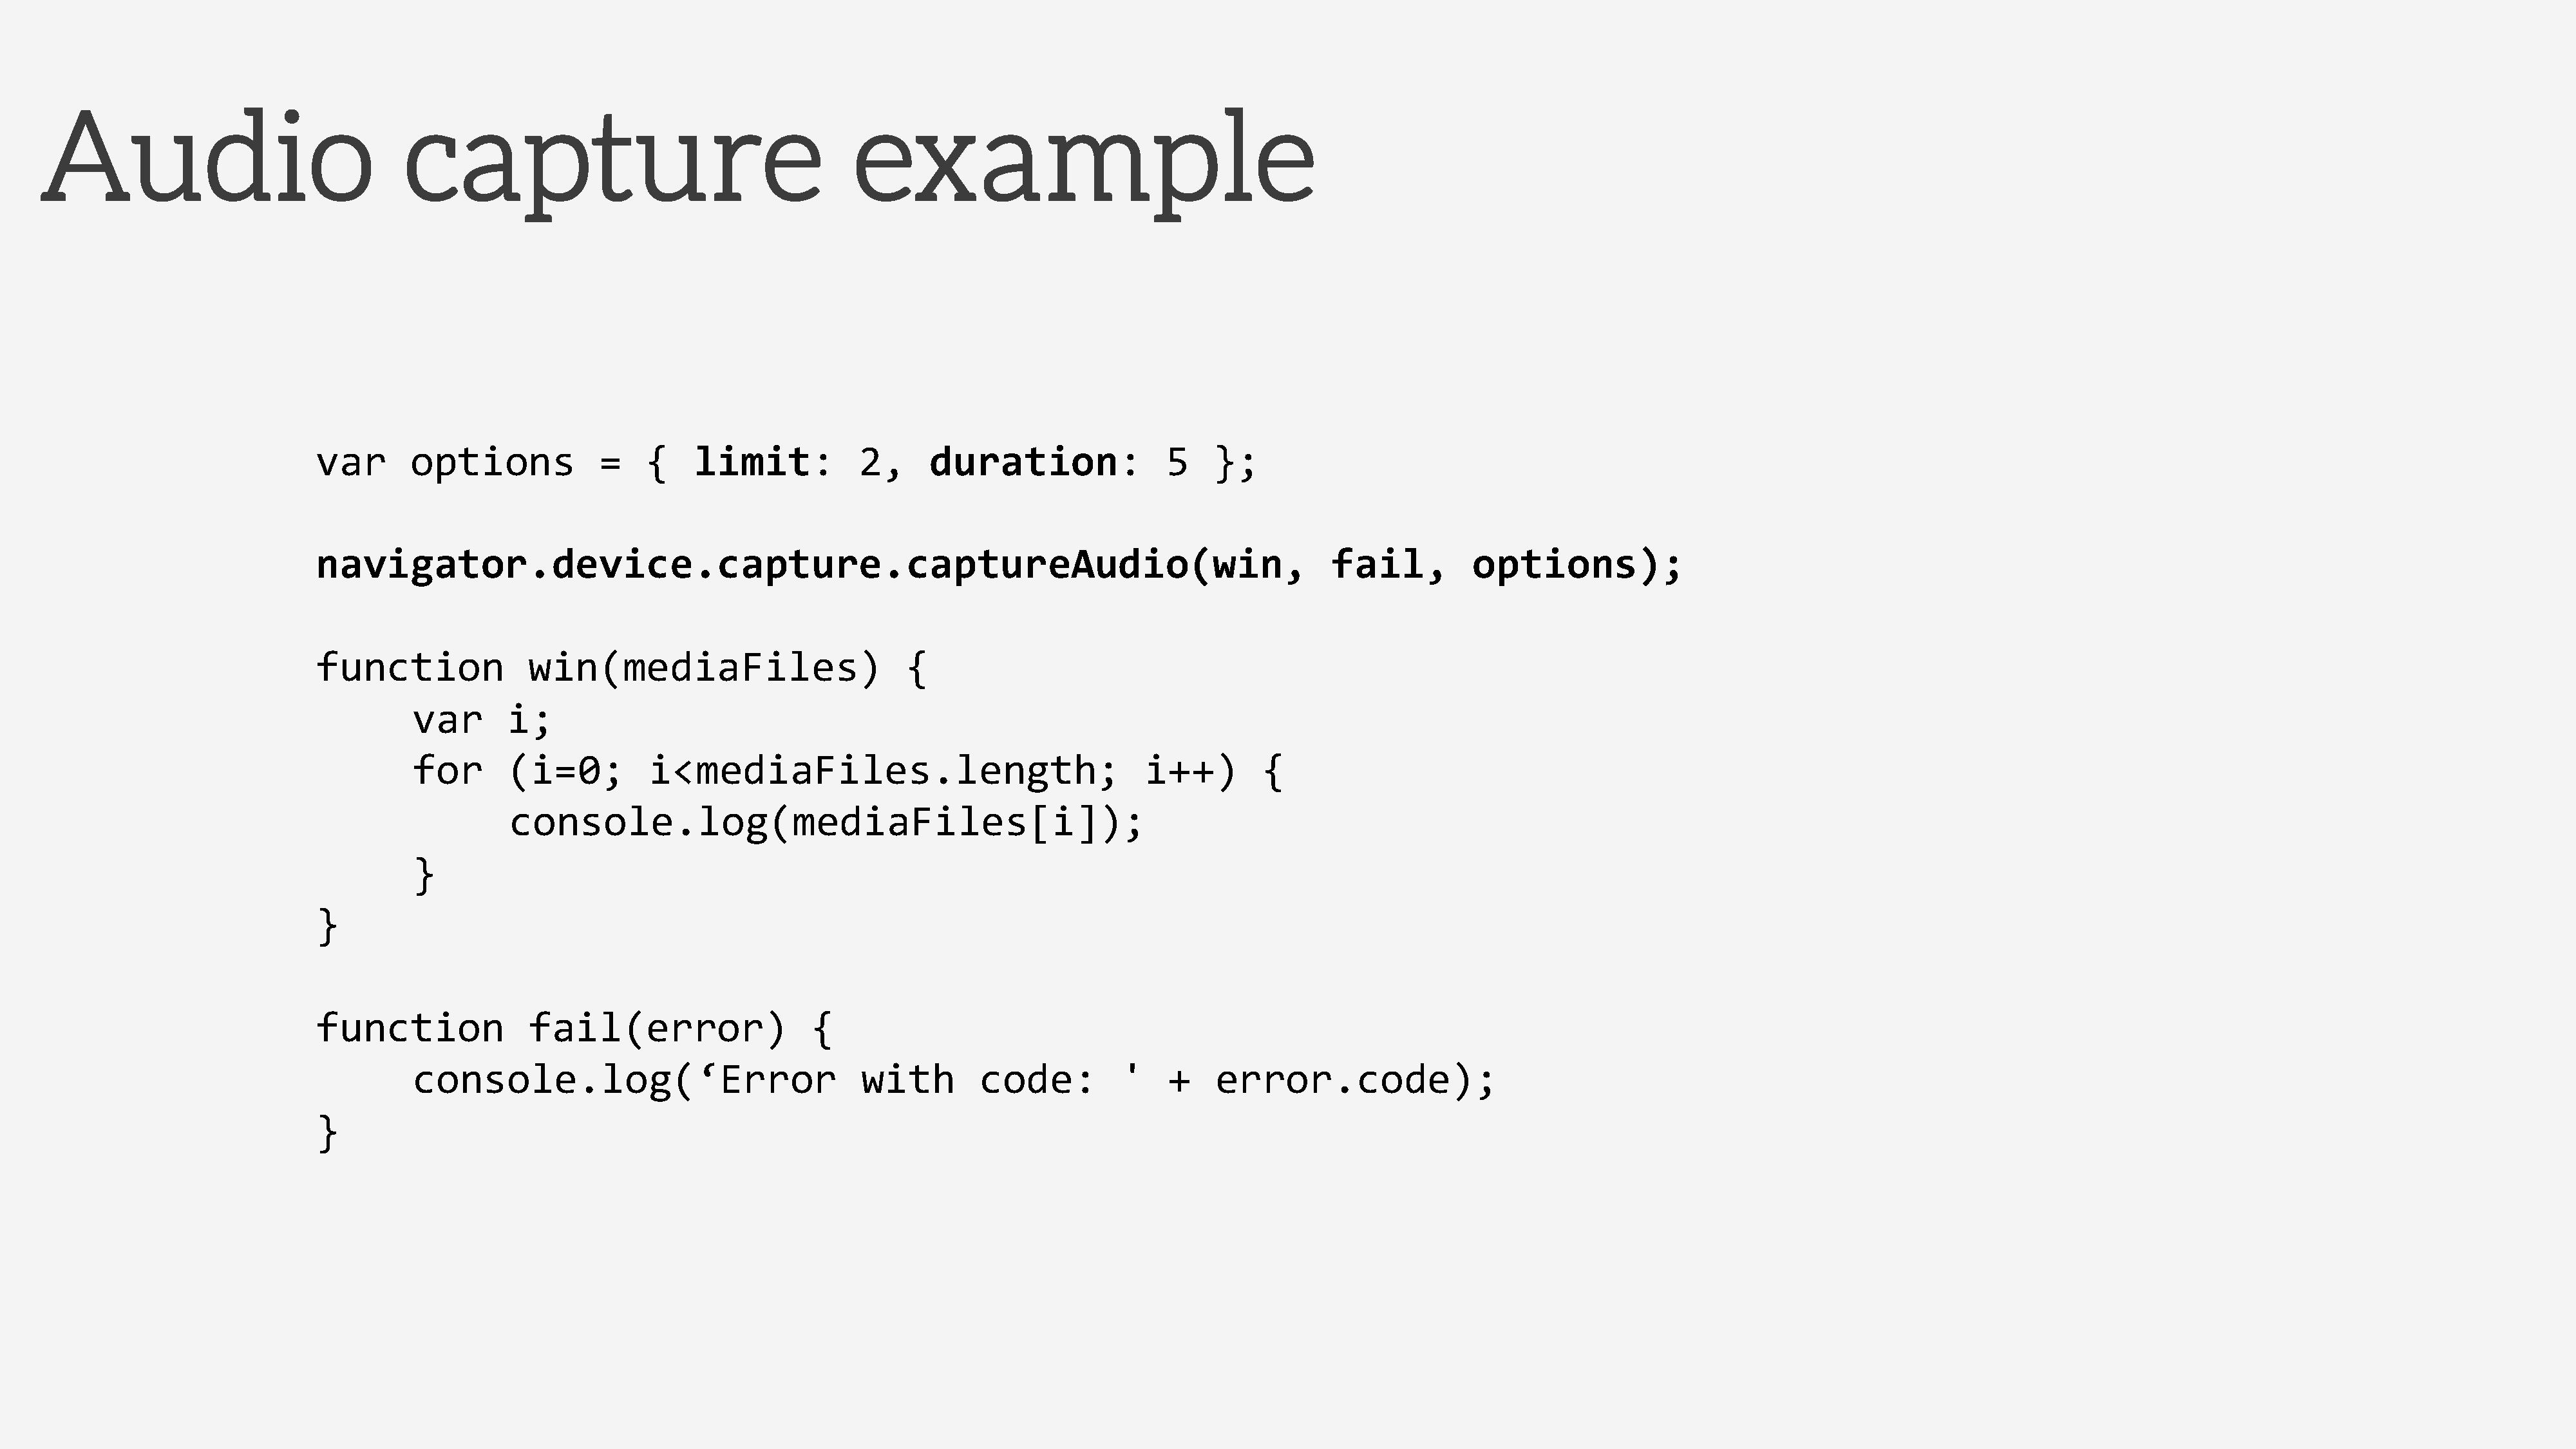 Audio capture example
var options = { limit: 2, duration: 5 };
navigator.device.capture.captureAudio(win, fail, options);
function win(mediaFiles) {
var i;
for (i=0; i<mediaFiles.length; i++) {
console.log(mediaFiles[i]);
}
}
function fail(error) {
console.log(‘Error with code: ' + error.code);
}